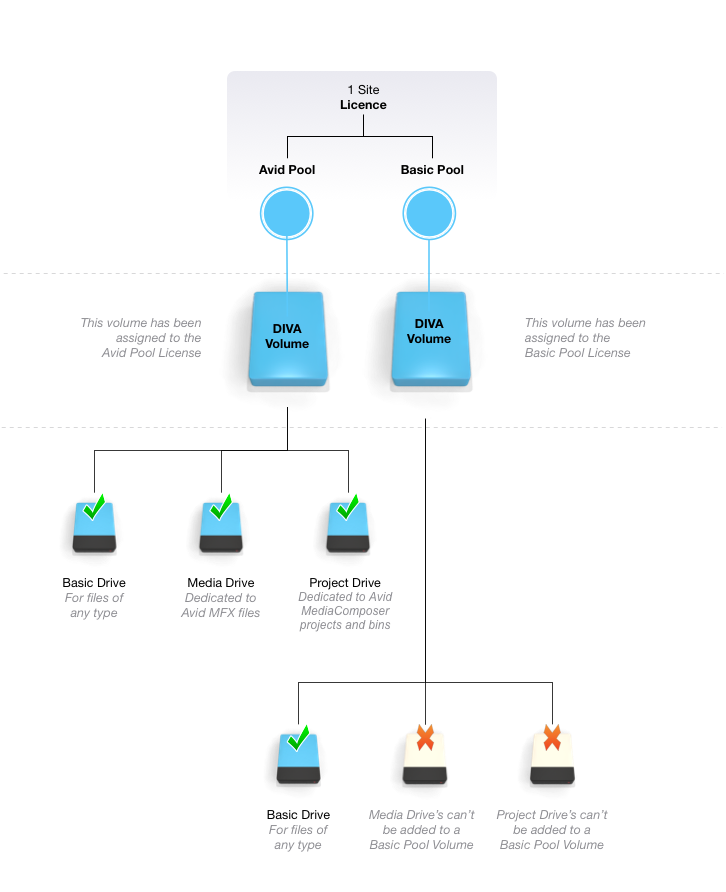 1 Site
Licence
Avid Pool
Basic Pool
This volume has been
assigned to the
Avid Pool License
DIVA
Volume
DIVA
Volume
This volume has been
assigned to the
Basic Pool License
Basic Drive
For files of
any type
Media Drive
Dedicated to
Avid MFX files
Project Drive
Dedicated to Avid
MediaComposer
projects and bins
Basic Drive
For files of
any type
Media Drive's can't
be added to a
Basic Pool Volume
Project Drive's can't
be added to a
Basic Pool Volume